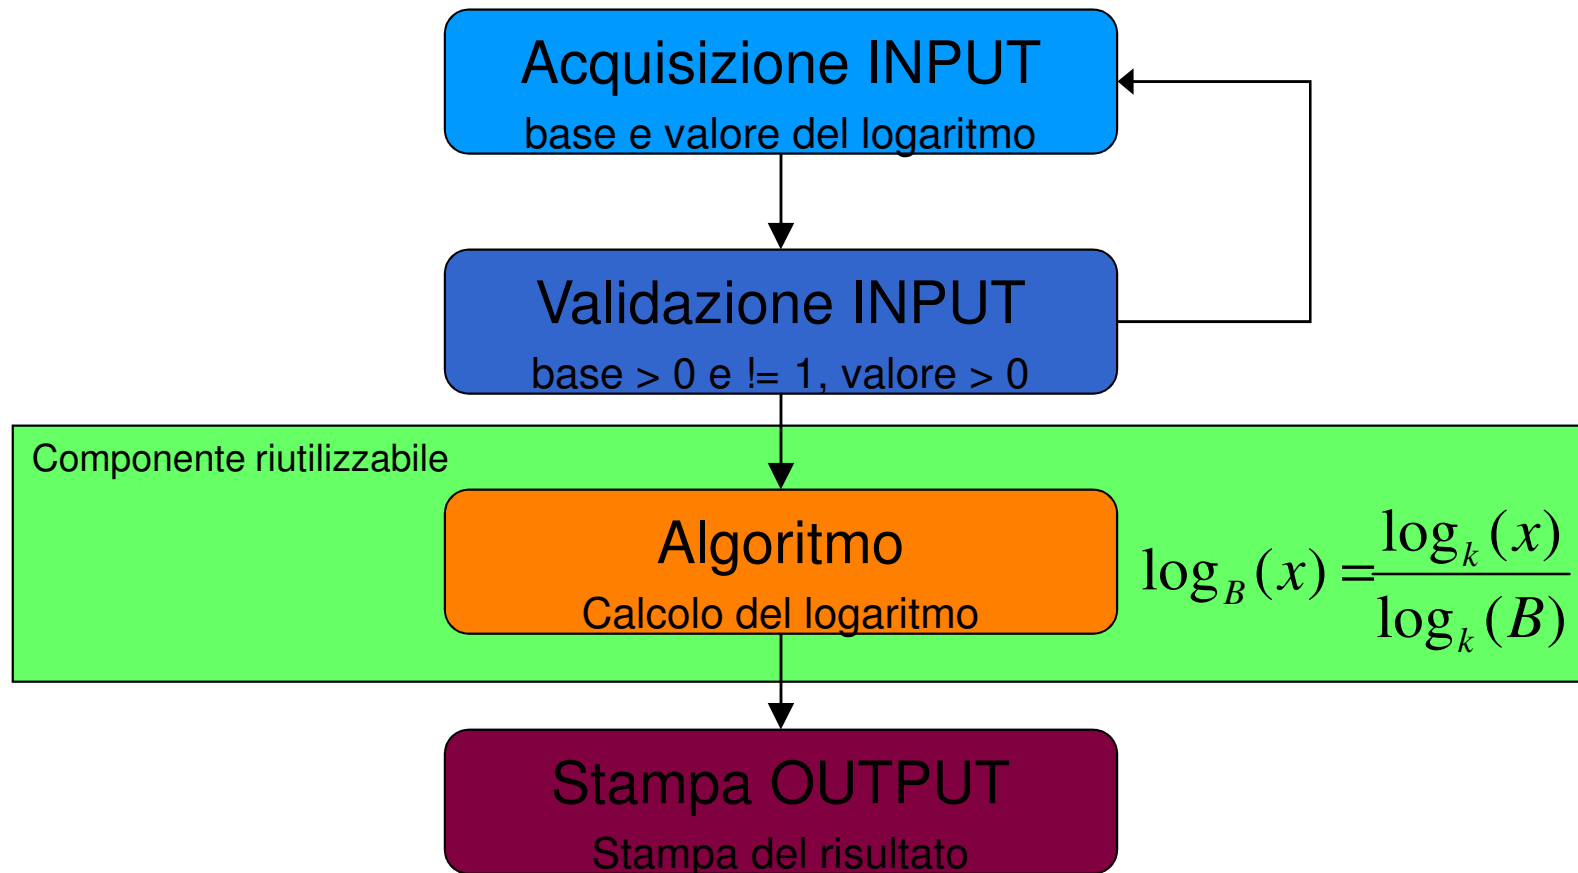 Acquisizione INPUT
base e valore del logaritmo
Validazione INPUT
base > 0 e != 1, valore > 0
Componente riutilizzabile
Algoritmo
Calcolo del logaritmo
log_B(x) = log_k(x) / log_k(B)
Stampa OUTPUT
Stampa del risultato